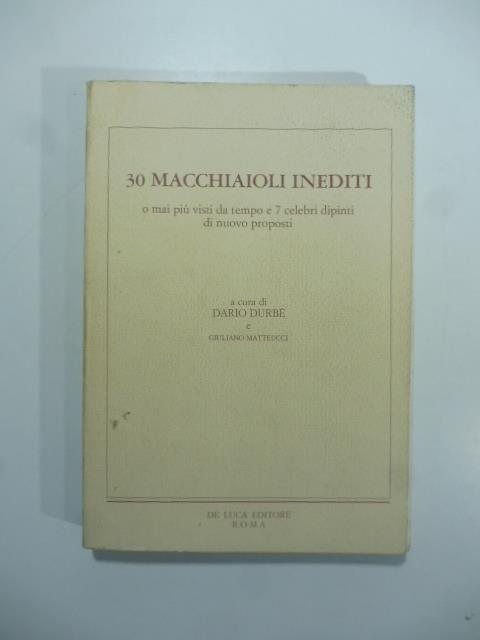 30 MACCHIAIOLI INEDITI
o mai più visti da tempo e 7 celebri dipinti
di nuovo proposti
a cura di
DARIO DURBÈ
e
GIULIANO MATTEUCCI
DE LUCA EDITORE
ROMA